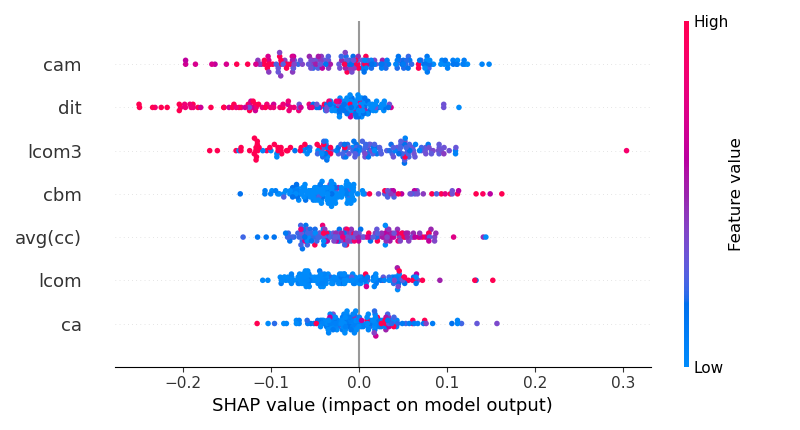 High
cam
dit
lcom3
cbm
avg(cc)
lcom
ca
Feature value
Low
−0.2 −0.1 0.0 0.1 0.2 0.3
SHAP value (impact on model output)